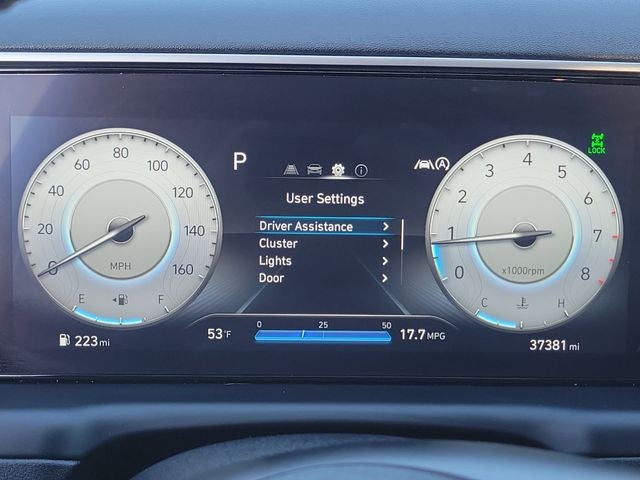 LOCK
P
A
User Settings
Driver Assistance
Cluster
Lights
Door
0 20 40 60 80 100 120 140 160
MPH
E F
0 1 2 3 4 5 6 7 8
x1000rpm
C H
223 mi
53°F
0 25 50
17.7 MPG
37381 mi